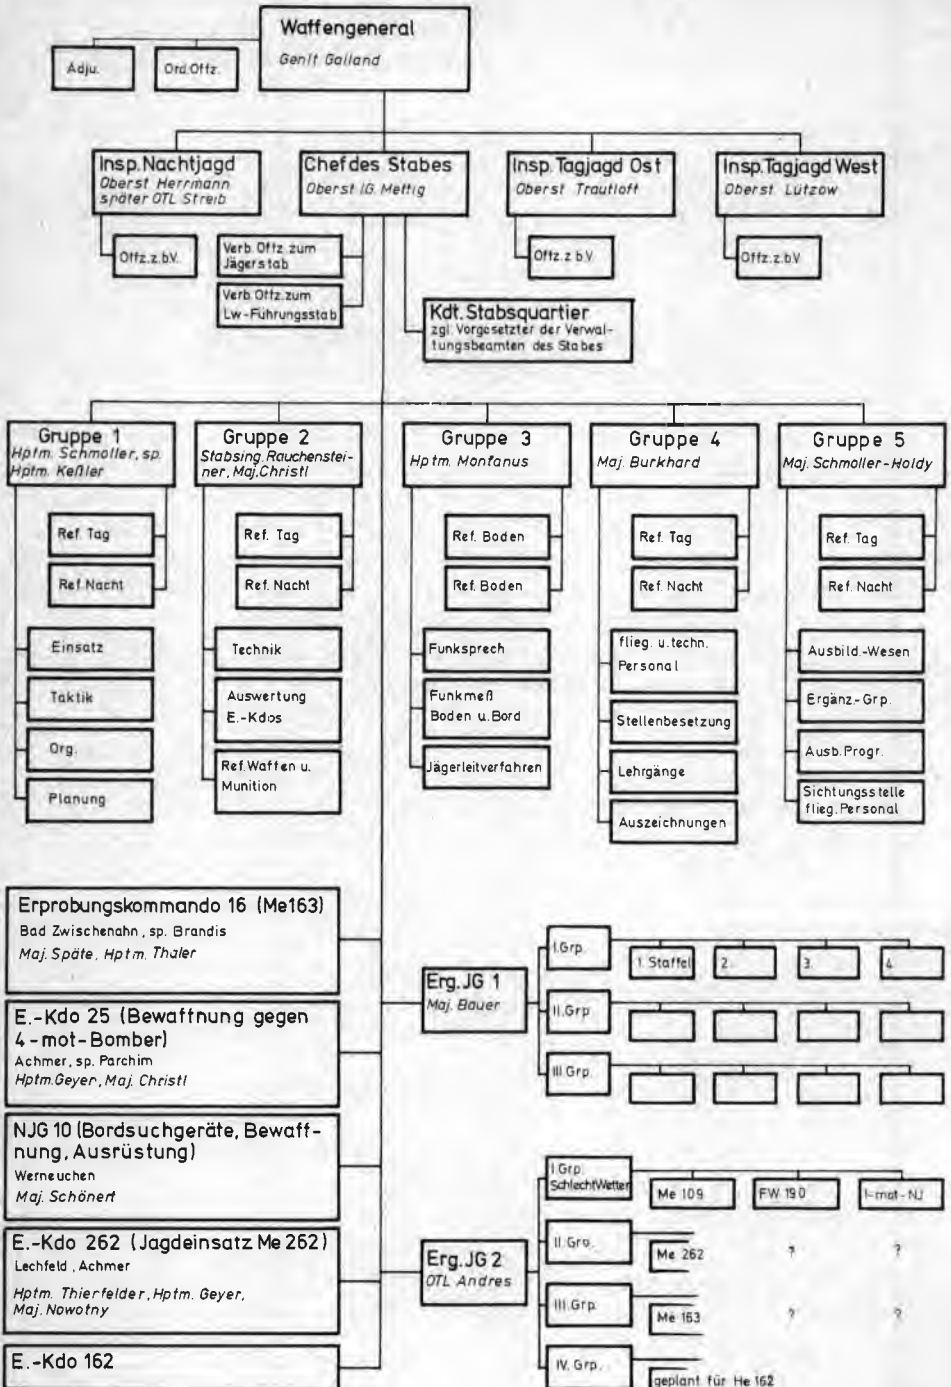 Waffengeneral
Genlt Galland
Adju.
Ord.Offz.
Insp.Nachtjagd
Oberst Herrmann
später OTL Streib
Offz.z.b.V.
Chef des Stabes
Oberst i.G. Mettig
Verb.Offz.zum
Jägerstab
Verb.Offz.zum
Lw-Führungsstab
Kdt.Stabsquartier
zgl.Vorgesetzter der Verwal-
tungsbeamten des Stabes
Insp.Tagjagd Ost
Oberst Trautloft
Offz.z.b.V
Insp.Tagjagd West
Oberst Lützow
Offz.z.b.V
Gruppe 1
Hptm. Schmoller, sp.
Hptm. Keßler
Ref. Tag
Ref.Nacht
Einsatz
Taktik
Org.
Planung
Gruppe 2
Stabsing.Rauchenstei-
ner, Maj.Christl
Ref. Tag
Ref. Nacht
Technik
Auswertung
E.-Kdos
Ref.Waffen u.
Munition
Gruppe 3
Hptm. Montanus
Ref. Boden
Ref. Boden
Funksprech
Funkmeß
Boden u.Bord
Jägerleitverfahren
Gruppe 4
Maj. Burkhard
Ref. Tag
Ref. Nacht
flieg. u.techn.
Personal
Stellenbesetzung
Lehrgänge
Auszeichnungen
Gruppe 5
Maj. Schmoller-Holdy
Ref. Tag
Ref. Nacht
Ausbild.-Wesen
Ergänz.-Grp.
Ausb.Progr.
Sichtungsstelle
flieg.Personal
Erprobungskommando 16 (Me163)
Bad Zwischenahn, sp. Brandis
Maj. Späte, Hptm. Thaler
E.-Kdo 25 (Bewaffnung gegen
4-mot-Bomber)
Achmer, sp. Parchim
Hptm.Geyer, Maj. Christl
NJG 10 (Bordsuchgeräte, Bewaff-
nung, Ausrüstung)
Werneuchen
Maj. Schönert
E.-Kdo 262 (Jagdeinsatz Me 262)
Lechfeld, Achmer
Hptm. Thierfelder, Hptm. Geyer,
Maj. Nowotny
E.-Kdo 162
Erg.JG 1
Maj. Bauer
I.Grp.
1. Staffel
2.
3.
4
II.Grp
III Grp.
Erg.JG 2
OTL Andres
I.Grp.
SchlechtWetter
Me 109
FW 190
1-mot-NJ
II.Grp.
Me 262
?
?
III.Grp.
Me 163
?
?
IV. Grp.
geplant für He 162